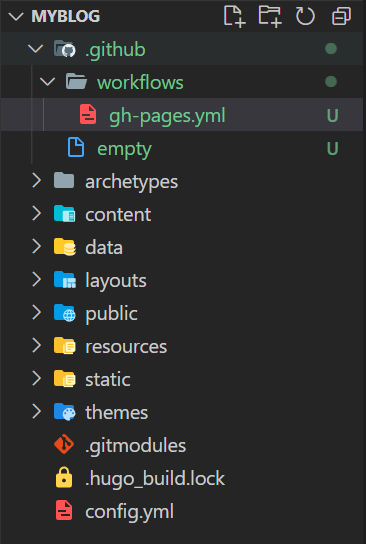 MYBLOG
.github
workflows
gh-pages.yml U
empty U
archetypes
content
data
layouts
public
resources
static
themes
.gitmodules
.hugo_build.lock
config.yml